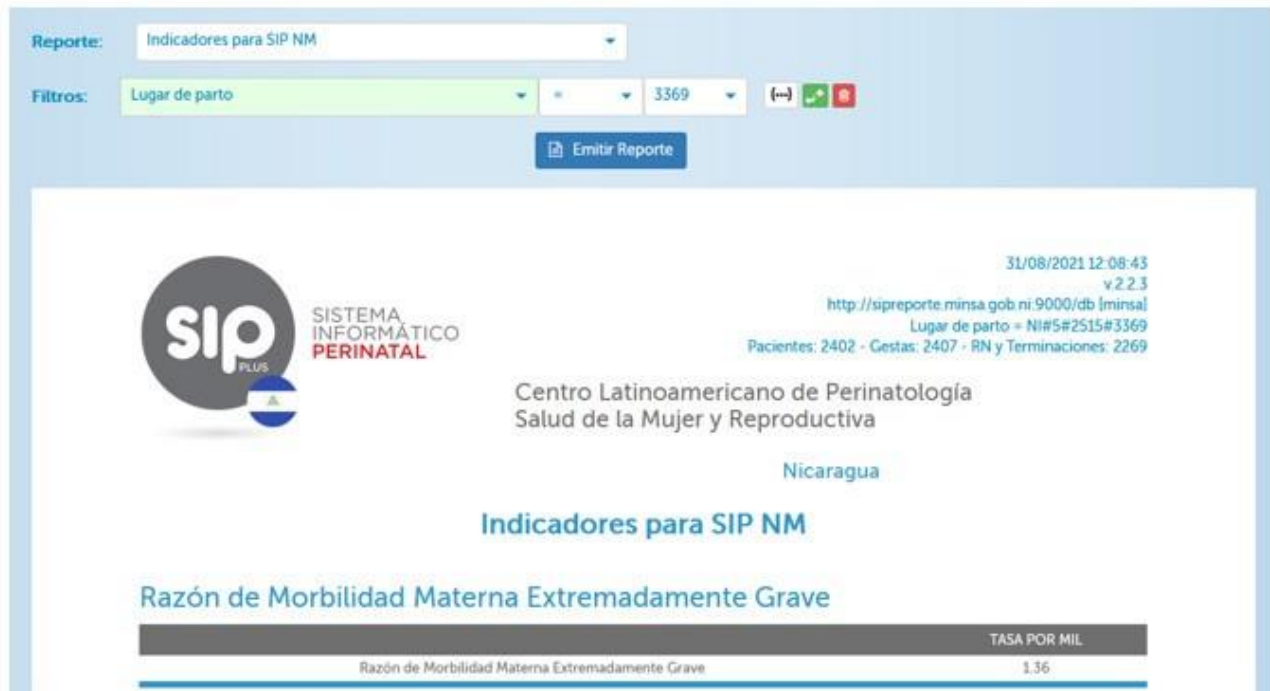 Reporte: Indicadores para SIP NM
Filtros: Lugar de parto = 3369 (---)
Emitir Reporte
31/08/2021 12:08:43
v.2.2.3
http://sipreporte.minsa.gob.ni:9000/db [minsa]
Lugar de parto = NI#5#2515#3369
Pacientes: 2402 - Gestas: 2407 - RN y Terminaciones: 2269
sip
PLUS
SISTEMA
INFORMÁTICO
PERINATAL
Centro Latinoamericano de Perinatología
Salud de la Mujer y Reproductiva
Nicaragua
Indicadores para SIP NM
Razón de Morbilidad Materna Extremadamente Grave
TASA POR MIL
Razón de Morbilidad Materna Extremadamente Grave 1.36